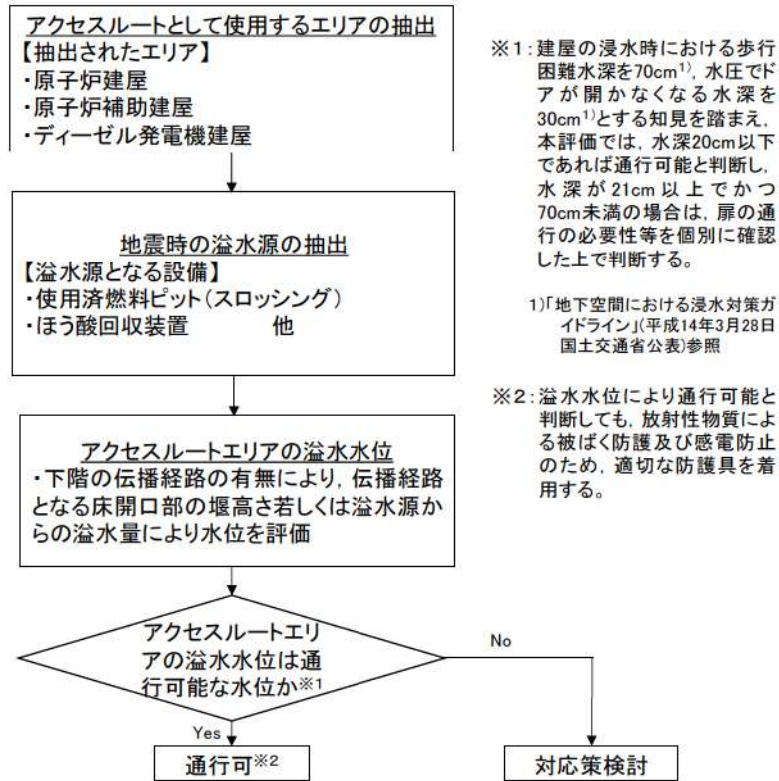 アクセスルートとして使用するエリアの抽出
【抽出されたエリア】
・原子炉建屋
・原子炉補助建屋
・ディーゼル発電機建屋
地震時の溢水源の抽出
【溢水源となる設備】
・使用済燃料ピット(スロッシング)
・ほう酸回収装置　　　他
アクセスルートエリアの溢水水位
・下階の伝播経路の有無により，伝播経路
となる床開口部の堰高さ若しくは溢水源か
らの溢水量により水位を評価
アクセスルートエリ
アの溢水水位は通
行可能な水位か※1
No
Yes
通行可※2
対応策検討
※1：建屋の浸水時における歩行
困難水深を70cm1)，水圧でド
アが開かなくなる水深を
30cm1)とする知見を踏まえ，
本評価では，水深20cm以下
であれば通行可能と判断し，
水深が21cm以上でかつ
70cm未満の場合は，扉の通
行の必要性等を個別に確認
した上で判断する。
1)「地下空間における浸水対策ガ
イドライン」(平成14年3月28日
国土交通省公表)参照
※2：溢水水位により通行可能と
判断しても，放射性物質によ
る被ばく防護及び感電防止
のため，適切な防護具を着
用する。